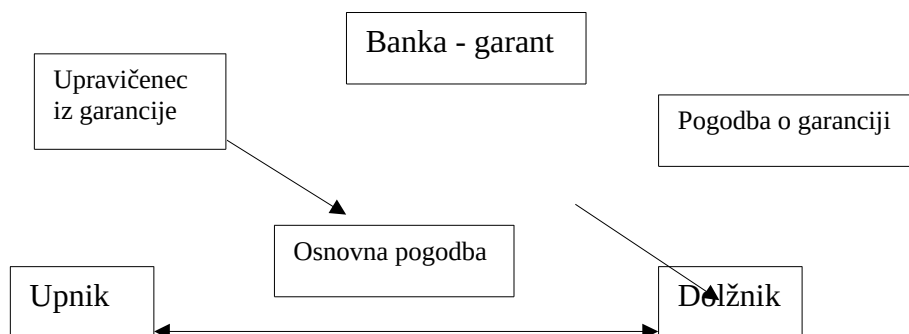 Banka - garant
Upravičenec
iz garancije
Pogodba o garanciji
Osnovna pogodba
Upnik
Dolžnik